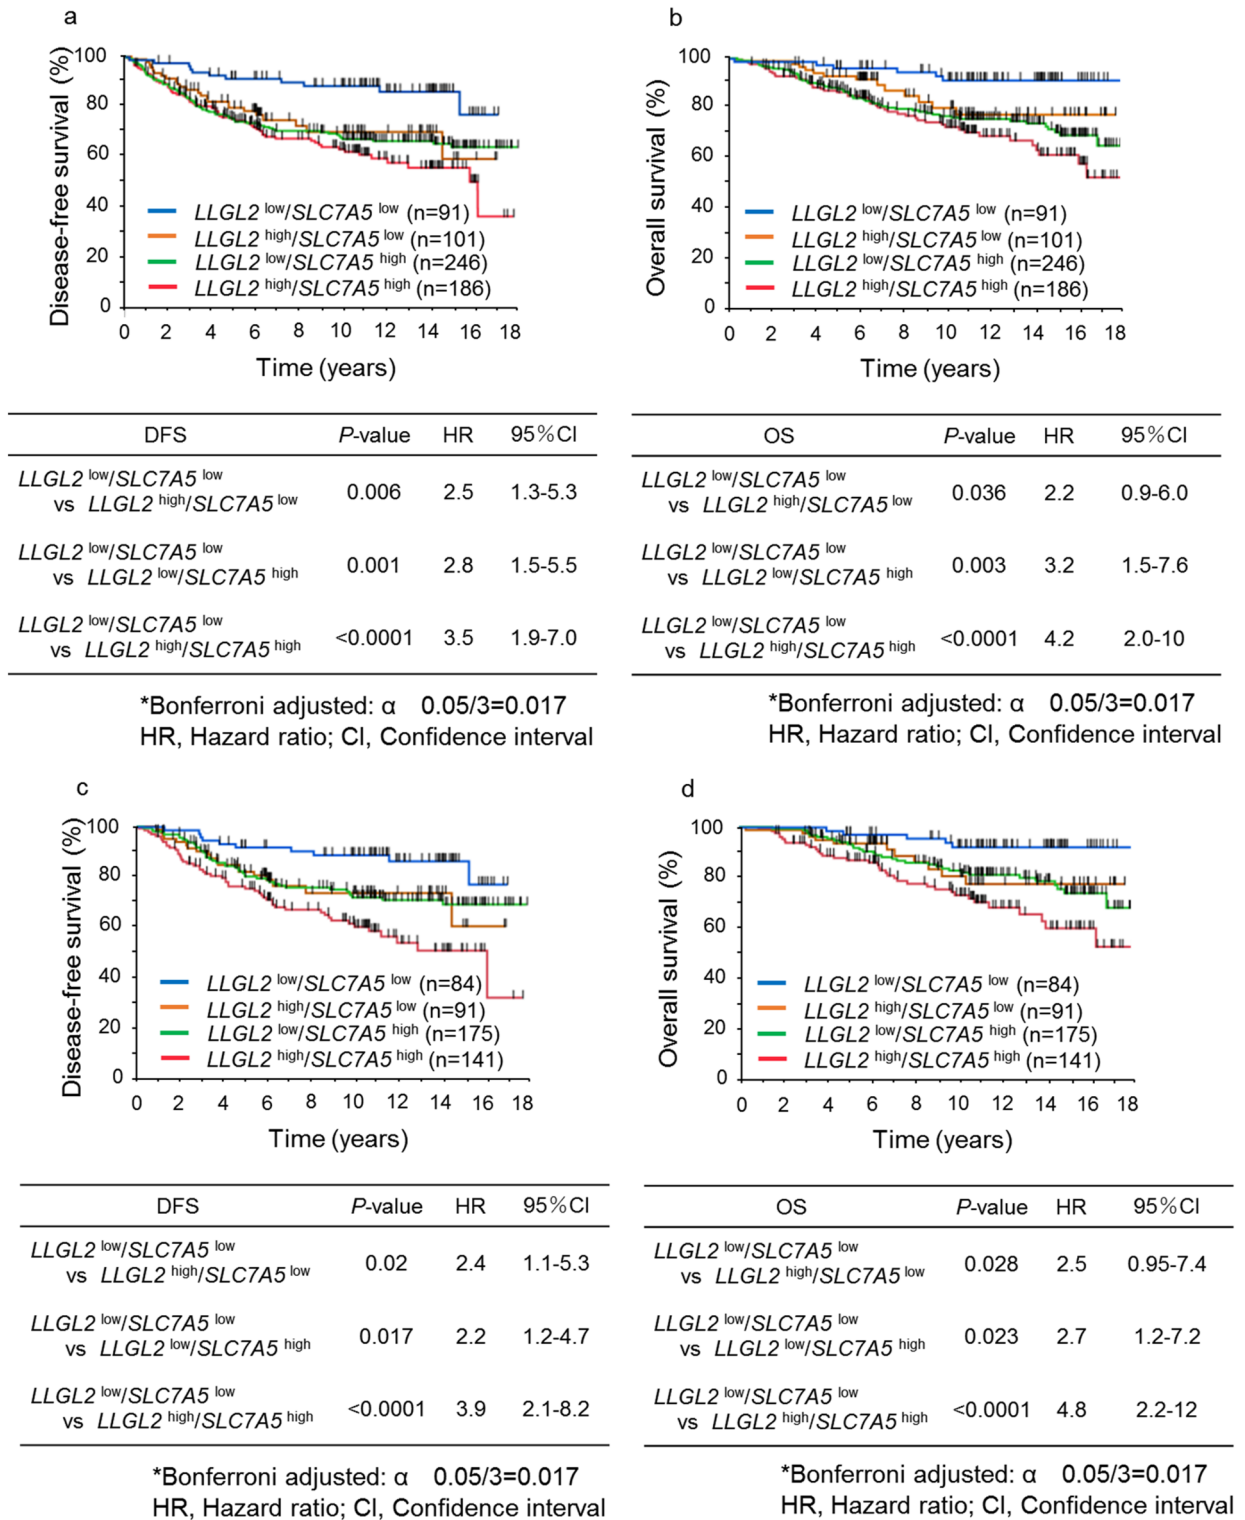 a
Disease-free survival (%)
100
80
60
40
20
0
LLGL2 low/SLC7A5 low (n=91)
LLGL2 high/SLC7A5 low (n=101)
LLGL2 low/SLC7A5 high (n=246)
LLGL2 high/SLC7A5 high (n=186)
0 2 4 6 8 10 12 14 16 18
Time (years)
b
Overall survival (%)
100
80
60
40
20
0
LLGL2 low/SLC7A5 low (n=91)
LLGL2 high/SLC7A5 low (n=101)
LLGL2 low/SLC7A5 high (n=246)
LLGL2 high/SLC7A5 high (n=186)
0 2 4 6 8 10 12 14 16 18
Time (years)
DFS P-value HR 95%CI
LLGL2 low/SLC7A5 low
vs LLGL2 high/SLC7A5 low 0.006 2.5 1.3-5.3
LLGL2 low/SLC7A5 low
vs LLGL2 low/SLC7A5 high 0.001 2.8 1.5-5.5
LLGL2 low/SLC7A5 low
vs LLGL2 high/SLC7A5 high <0.0001 3.5 1.9-7.0
*Bonferroni adjusted: α 0.05/3=0.017
HR, Hazard ratio; CI, Confidence interval
OS P-value HR 95%CI
LLGL2 low/SLC7A5 low
vs LLGL2 high/SLC7A5 low 0.036 2.2 0.9-6.0
LLGL2 low/SLC7A5 low
vs LLGL2 low/SLC7A5 high 0.003 3.2 1.5-7.6
LLGL2 low/SLC7A5 low
vs LLGL2 high/SLC7A5 high <0.0001 4.2 2.0-10
*Bonferroni adjusted: α 0.05/3=0.017
HR, Hazard ratio; CI, Confidence interval
c
Disease-free survival (%)
100
80
60
40
20
0
LLGL2 low/SLC7A5 low (n=84)
LLGL2 high/SLC7A5 low (n=91)
LLGL2 low/SLC7A5 high (n=175)
LLGL2 high/SLC7A5 high (n=141)
0 2 4 6 8 10 12 14 16 18
Time (years)
d
Overall survival (%)
100
80
60
40
20
0
LLGL2 low/SLC7A5 low (n=84)
LLGL2 high/SLC7A5 low (n=91)
LLGL2 low/SLC7A5 high (n=175)
LLGL2 high/SLC7A5 high (n=141)
0 2 4 6 8 10 12 14 16 18
Time (years)
DFS P-value HR 95%CI
LLGL2 low/SLC7A5 low
vs LLGL2 high/SLC7A5 low 0.02 2.4 1.1-5.3
LLGL2 low/SLC7A5 low
vs LLGL2 low/SLC7A5 high 0.017 2.2 1.2-4.7
LLGL2 low/SLC7A5 low
vs LLGL2 high/SLC7A5 high <0.0001 3.9 2.1-8.2
*Bonferroni adjusted: α 0.05/3=0.017
HR, Hazard ratio; CI, Confidence interval
OS P-value HR 95%CI
LLGL2 low/SLC7A5 low
vs LLGL2 high/SLC7A5 low 0.028 2.5 0.95-7.4
LLGL2 low/SLC7A5 low
vs LLGL2 low/SLC7A5 high 0.023 2.7 1.2-7.2
LLGL2 low/SLC7A5 low
vs LLGL2 high/SLC7A5 high <0.0001 4.8 2.2-12
*Bonferroni adjusted: α 0.05/3=0.017
HR, Hazard ratio; CI, Confidence interval